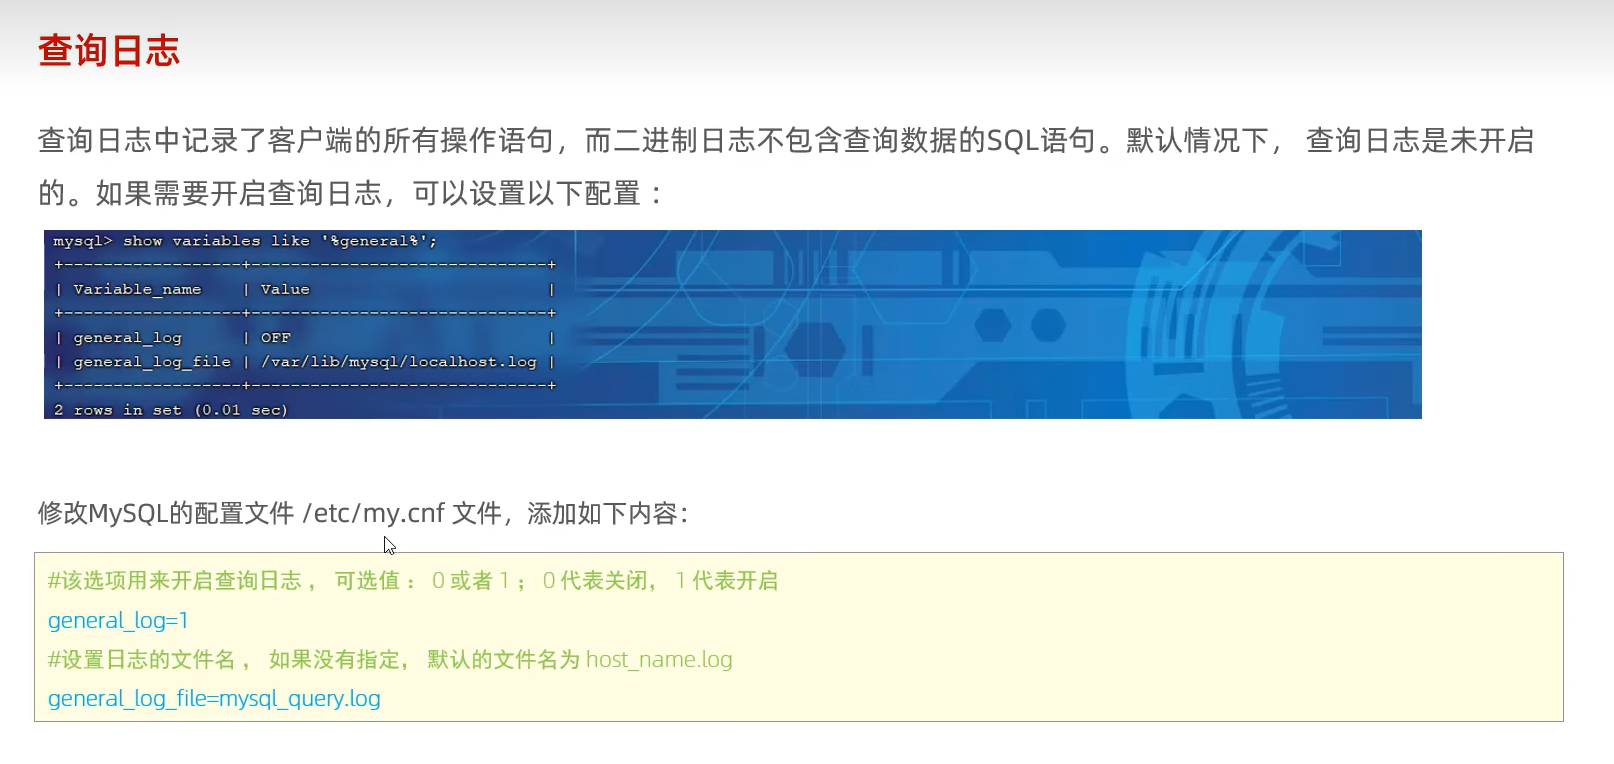 查询日志
查询日志中记录了客户端的所有操作语句，而二进制日志不包含查询数据的SQL语句。默认情况下， 查询日志是未开启
的。如果需要开启查询日志，可以设置以下配置：
mysql> show variables like '%general%';
+------------------+------------------------------+
| Variable_name    | Value                        |
+------------------+------------------------------+
| general_log      | OFF                          |
| general_log_file | /var/lib/mysql/localhost.log |
+------------------+------------------------------+
2 rows in set (0.01 sec)
修改MySQL的配置文件 /etc/my.cnf 文件，添加如下内容：
#该选项用来开启查询日志 ， 可选值 ： 0 或者 1 ； 0 代表关闭， 1 代表开启
general_log=1
#设置日志的文件名 ， 如果没有指定， 默认的文件名为 host_name.log
general_log_file=mysql_query.log